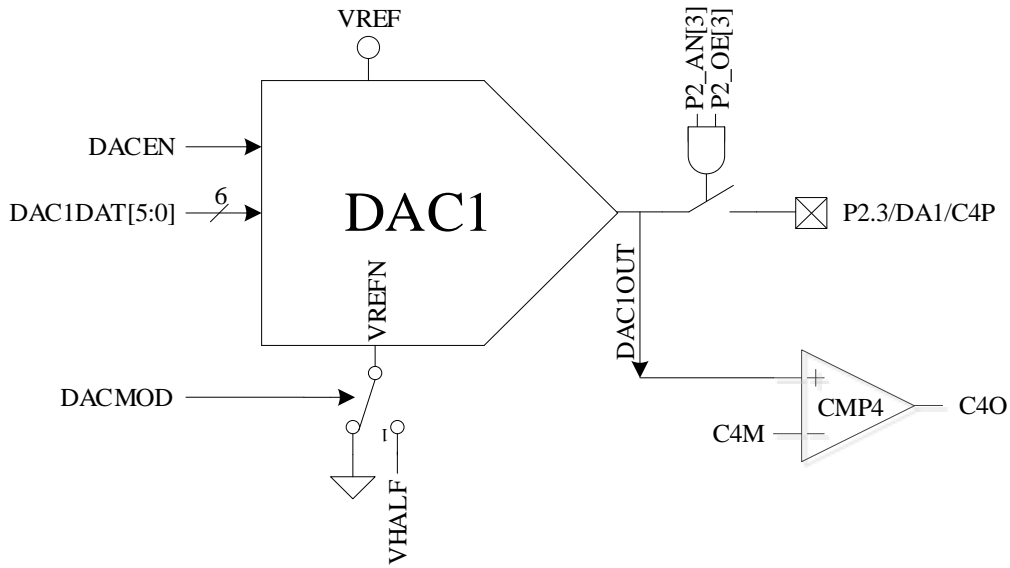 VREF
P2_AN[3]
P2_OE[3]
DACEN
6
DAC1DAT[5:0]
DAC1
P2.3/DA1/C4P
VREFN
DAC1OUT
DACMOD
+
CMP4
C4O
C4M
1
VHALF